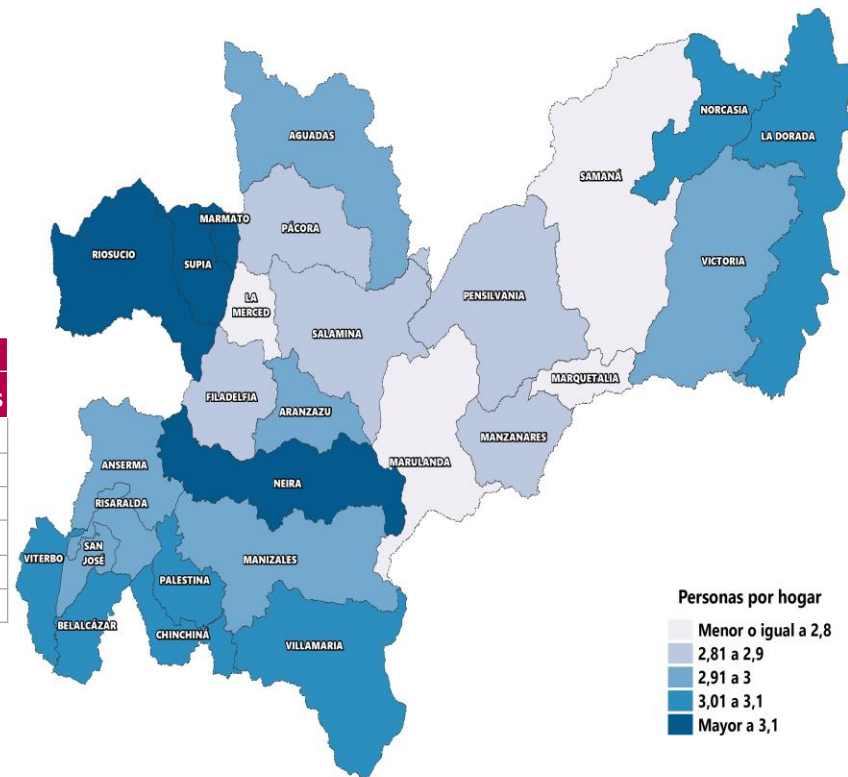 NORCASIA
LA DORADA
AGUADAS
SAMANÁ
MARMATO
PÁCORA
RIOSUCIO
SUPIA
VICTORIA
PENSILVANIA
LA
MERCED
SALAMINA
S
MARQUETALIA
FILADELFIA
ARANZAZU
MANZANARES
MARULANDA
ANSERMA
NEIRA
RISARALDA
SAN
JOSÉ
VITERBO
MANIZALES
PALESTINA
BELALCÁZAR
CHINCHINÁ
VILLAMARIA
Personas por hogar
Menor o igual a 2,8
2,81 a 2,9
2,91 a 3
3,01 a 3,1
Mayor a 3,1